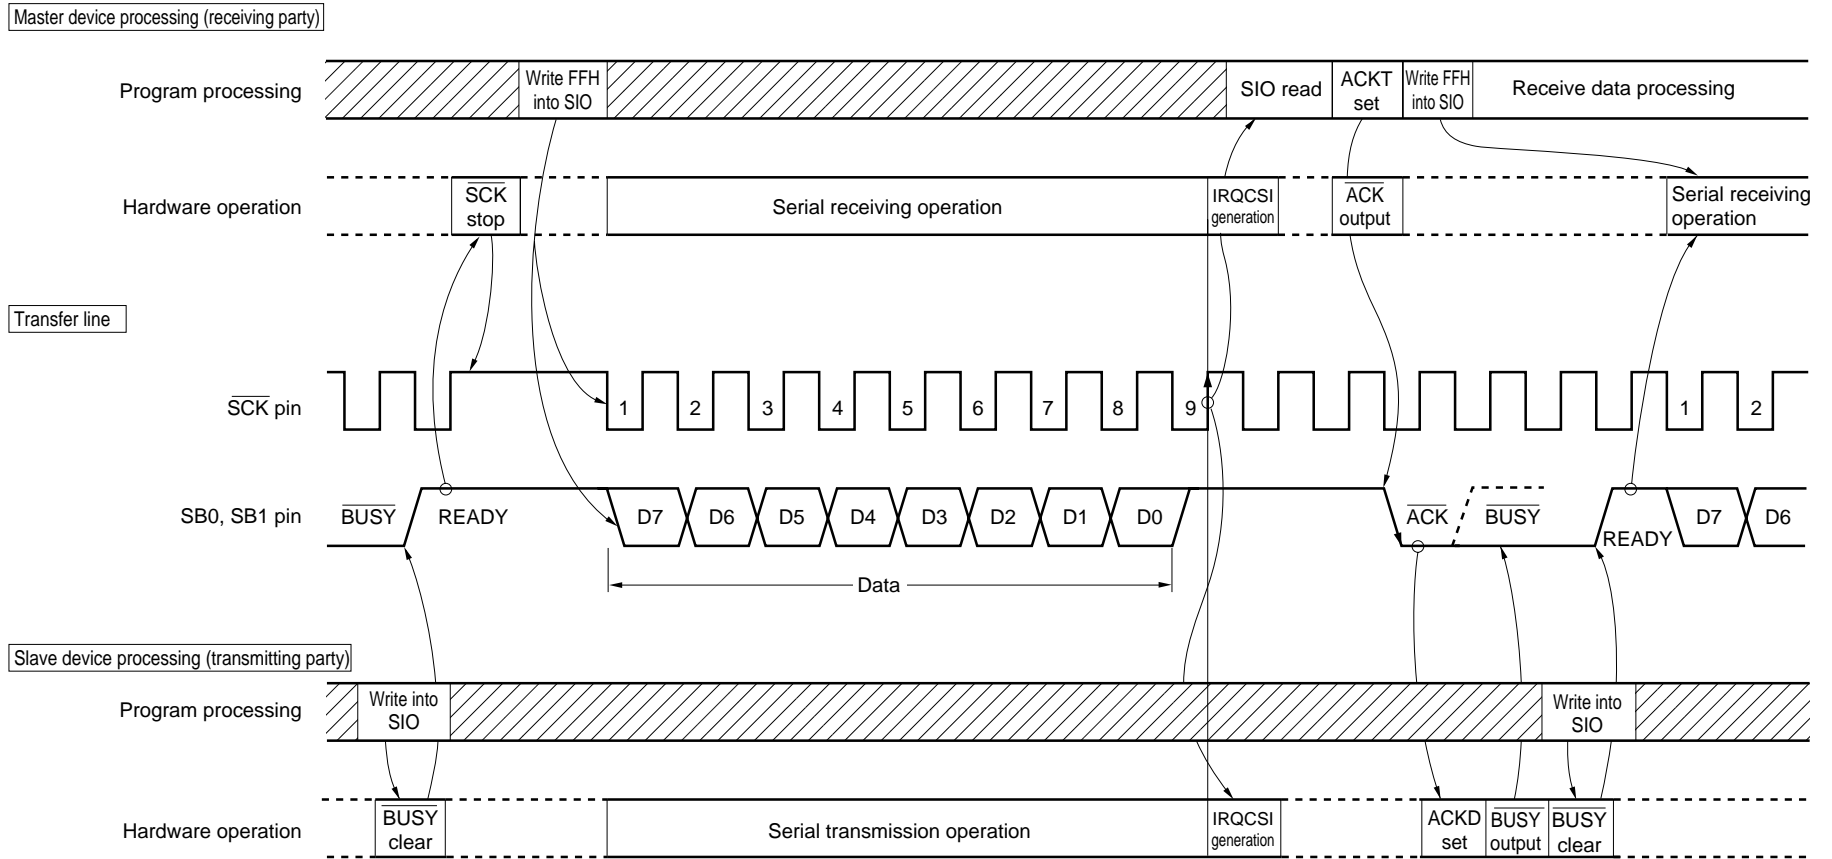 Master device processing (receiving party)
Program processing
Write FFH
into SIO
SIO read
ACKT
set
Write FFH
into SIO
Receive data processing
Hardware operation
SCK
stop
Serial receiving operation
IRQCSI
generation
ACK
output
Serial receiving
operation
Transfer line
SCK pin
1 2 3 4 5 6 7 8 9 1 2
SB0, SB1 pin
BUSY READY D7 D6 D5 D4 D3 D2 D1 D0 ACK BUSY READY D7 D6
Data
Slave device processing (transmitting party)
Program processing
Write into
SIO
Write into
SIO
Hardware operation
BUSY
clear
Serial transmission operation
IRQCSI
generation
ACKD
set
BUSY
output
BUSY
clear